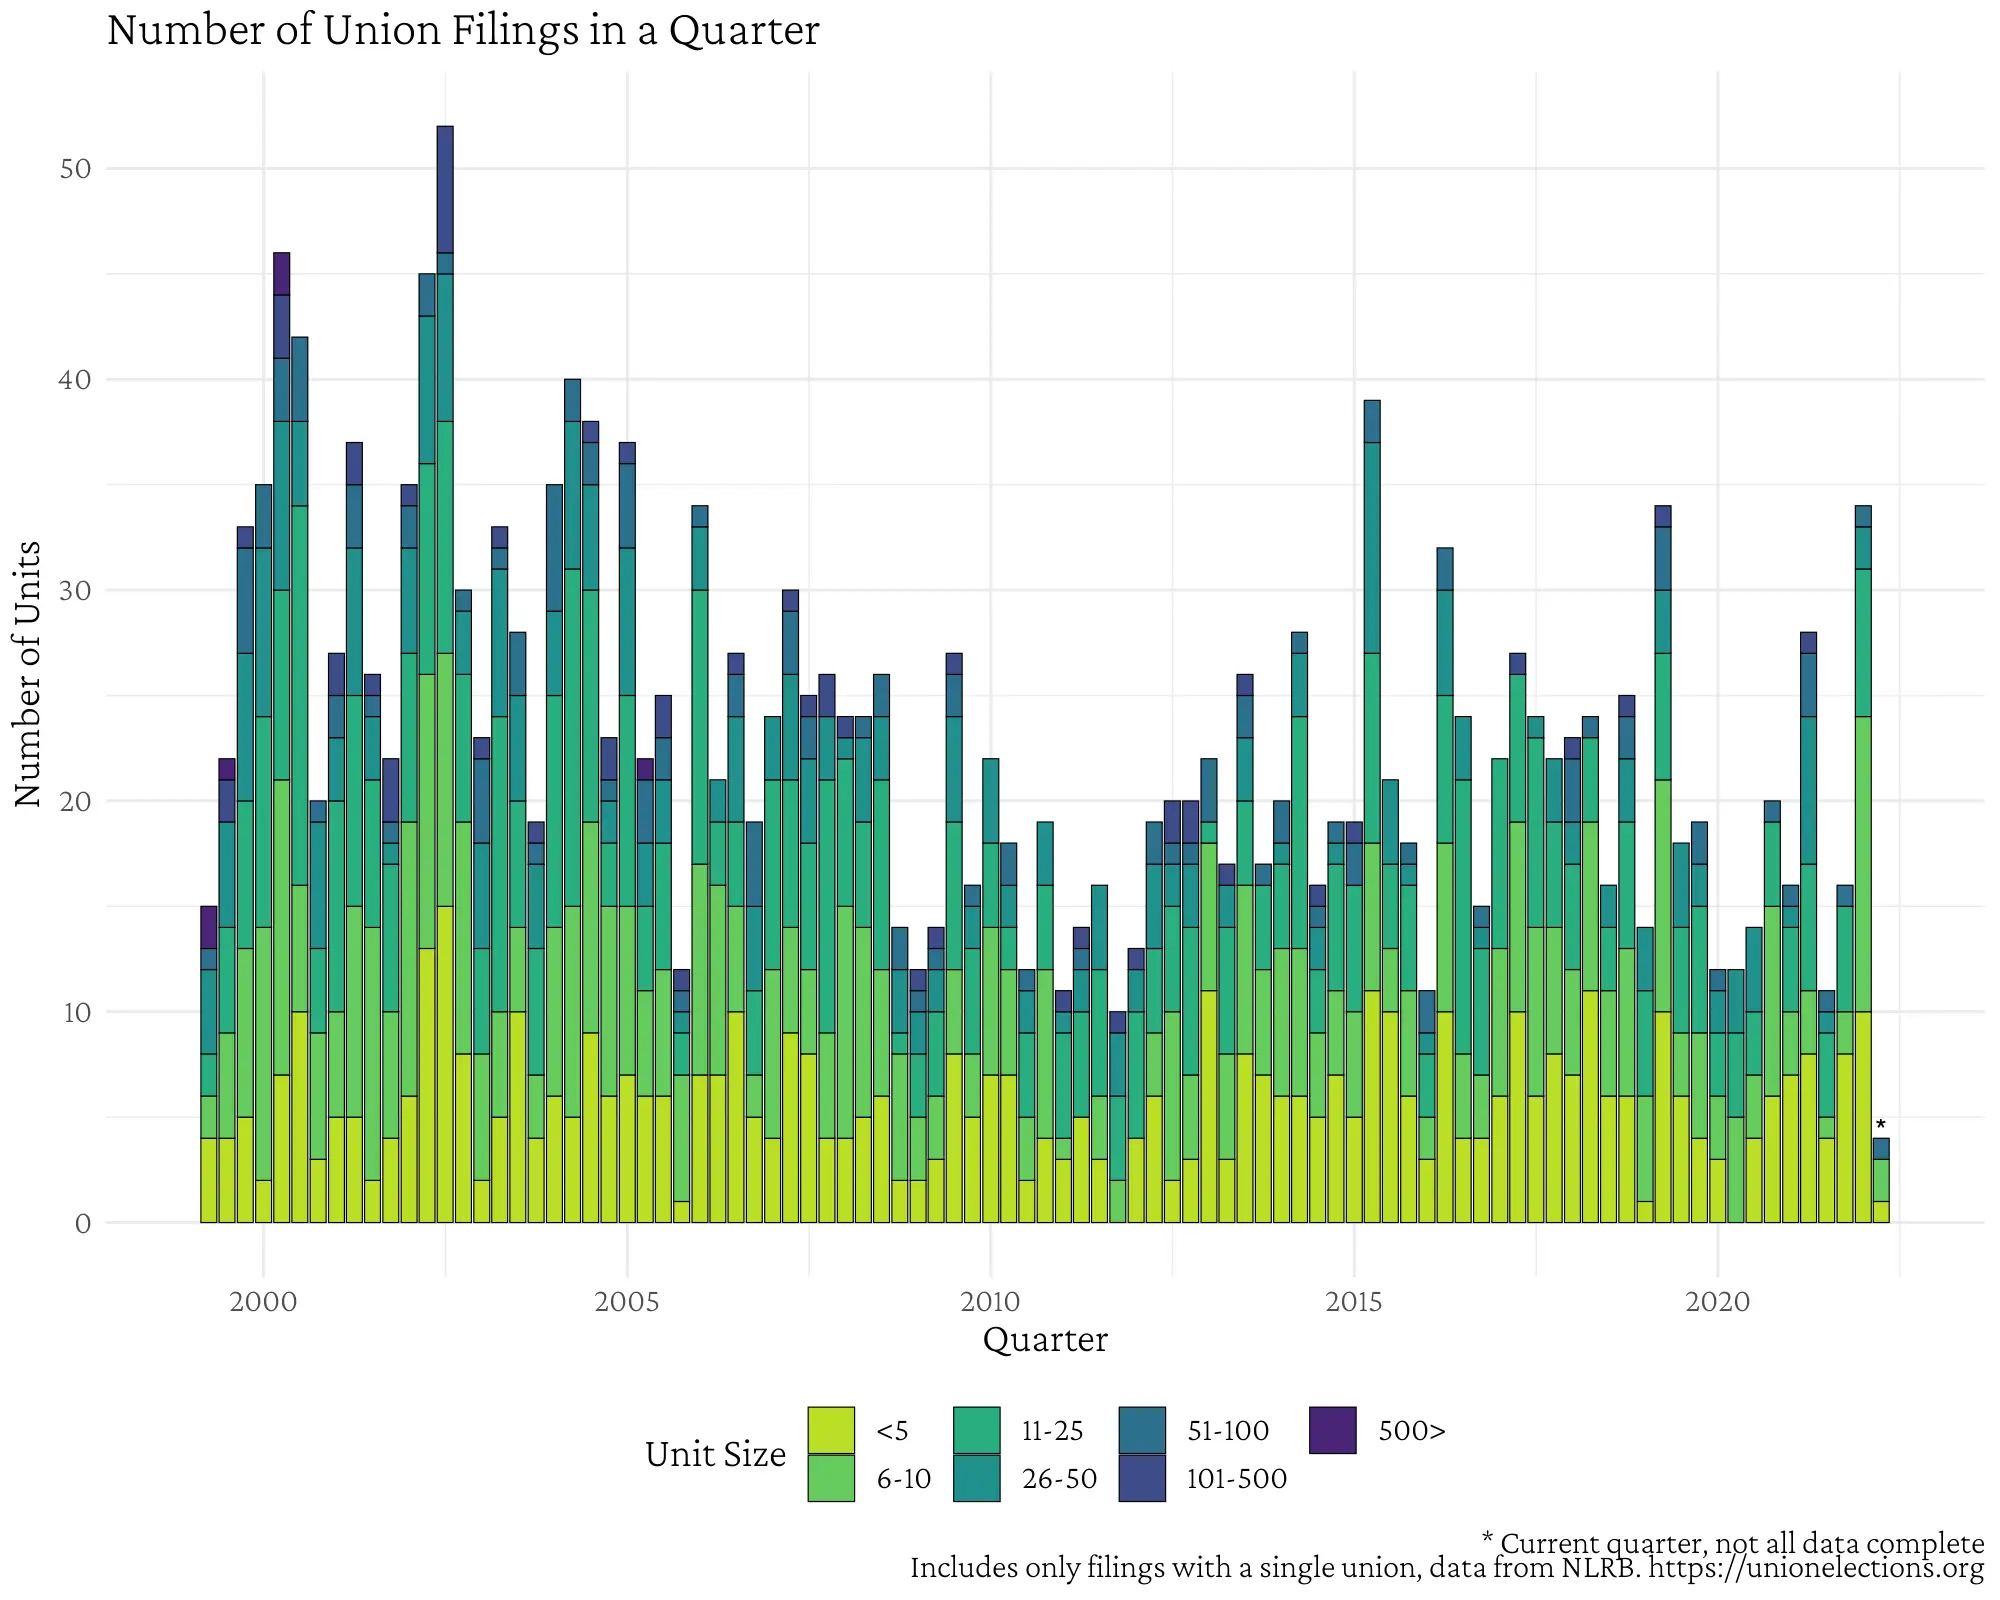 Number of Union Filings in a Quarter
Number of Units
50
40
30
20
10
0
*
2000 2005 2010 2015 2020
Quarter
Unit Size
<5 11-25 51-100 500>
6-10 26-50 101-500
* Current quarter, not all data complete
Includes only filings with a single union, data from NLRB. https://unionelections.org